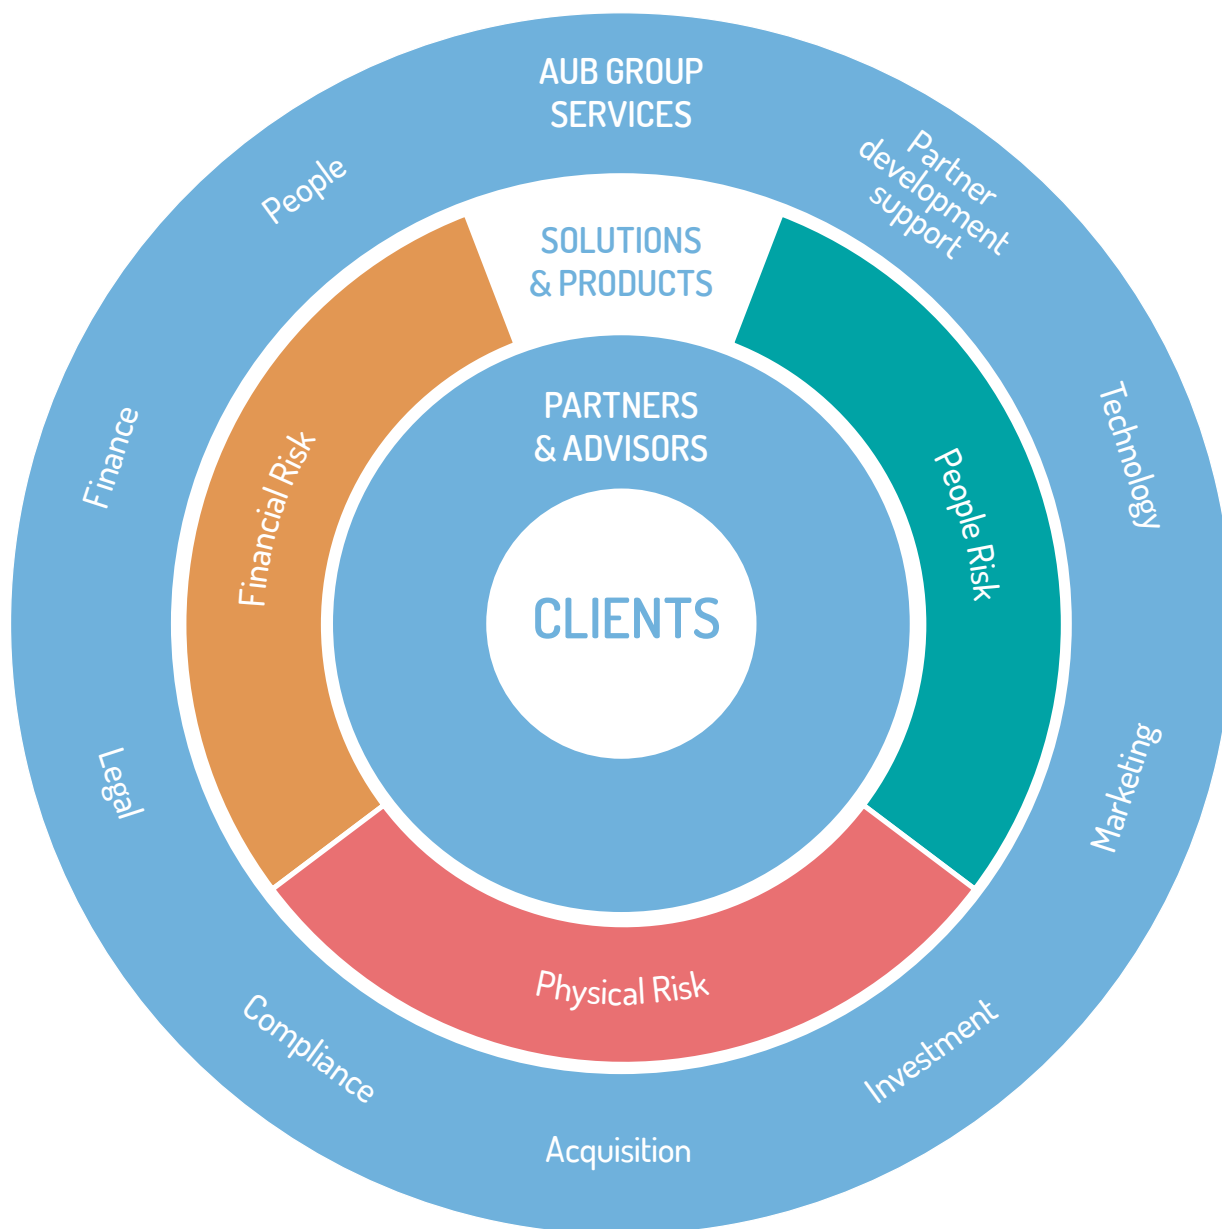 AUB GROUP
SERVICES
Partner
development
support
Technology
Marketing
Investment
Acquisition
Compliance
Legal
Finance
People
SOLUTIONS
& PRODUCTS
People Risk
Physical Risk
Financial Risk
PARTNERS
& ADVISORS
CLIENTS